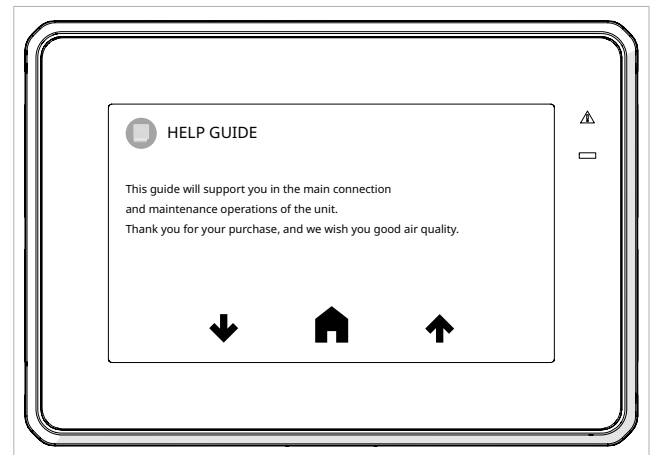 HELP GUIDE
This guide will support you in the main connection
and maintenance operations of the unit.
Thank you for your purchase, and we wish you good air quality.